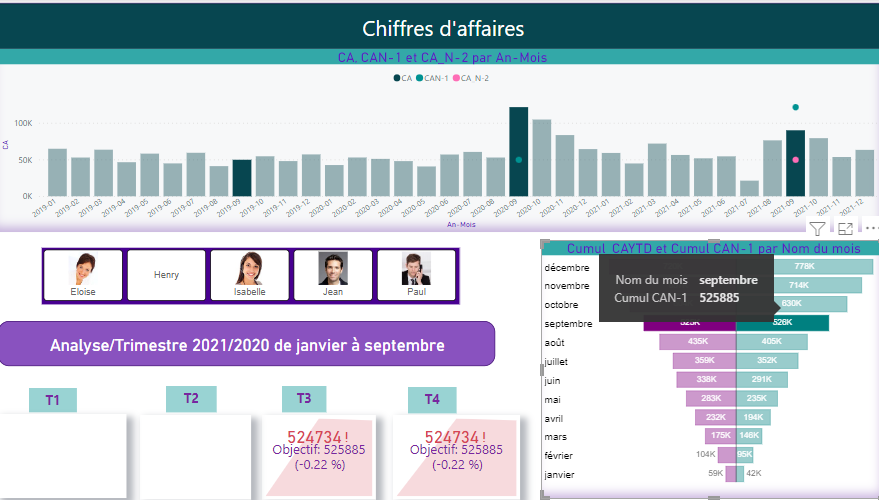 Chiffres d'affaires
CA, CAN-1 et CA_N-2 par An-Mois
CA CAN-1 CA_N-2
100K
50K
0K
CA
2019-01 2019-02 2019-03 2019-04 2019-05 2019-06 2019-07 2019-08 2019-09 2019-10 2019-11 2019-12 2020-01 2020-02 2020-03 2020-04 2020-05 2020-06 2020-07 2020-08 2020-09 2020-10 2020-11 2020-12 2021-01 2021-02 2021-03 2021-04 2021-05 2021-06 2021-07 2021-08 2021-09 2021-10 2021-11 2021-12
An-Mois
Eloise
Henry
Isabelle
Jean
Paul
Analyse/Trimestre 2021/2020 de janvier à septembre
T1
T2
T3
T4
524734 !
Objectif: 525885
(-0.22 %)
524734 !
Objectif: 525885
(-0.22 %)
Cumul CAYTD et Cumul CAN-1 par Nom du mois
Nom du mois septembre
Cumul CAN-1 525885
décembre 778K
novembre 714K
octobre 630K
septembre 525K 526K
août 435K 405K
juillet 359K 352K
juin 338K 291K
mai 283K 235K
avril 232K 194K
mars 175K 146K
février 104K 95K
janvier 59K 42K